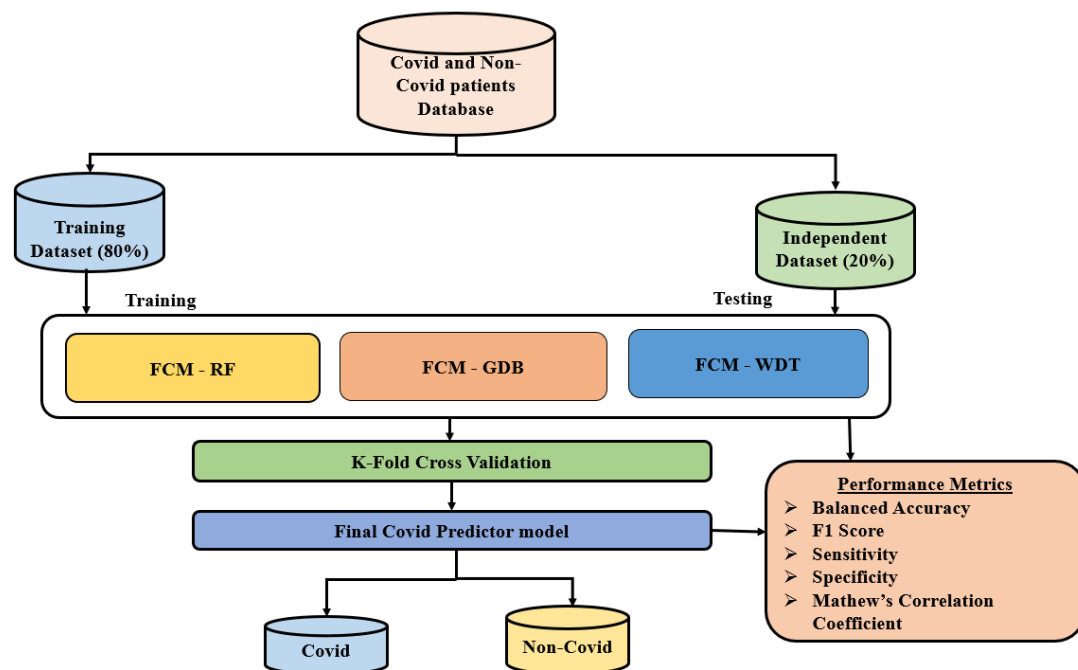 Covid and Non-
Covid patients
Database
Training
Dataset (80%)
Independent
Dataset (20%)
Training
Testing
FCM - RF
FCM - GDB
FCM - WDT
K-Fold Cross Validation
Final Covid Predictor model
Performance Metrics
➢ Balanced Accuracy
➢ F1 Score
➢ Sensitivity
➢ Specificity
➢ Mathew’s Correlation
Coefficient
Covid
Non-Covid